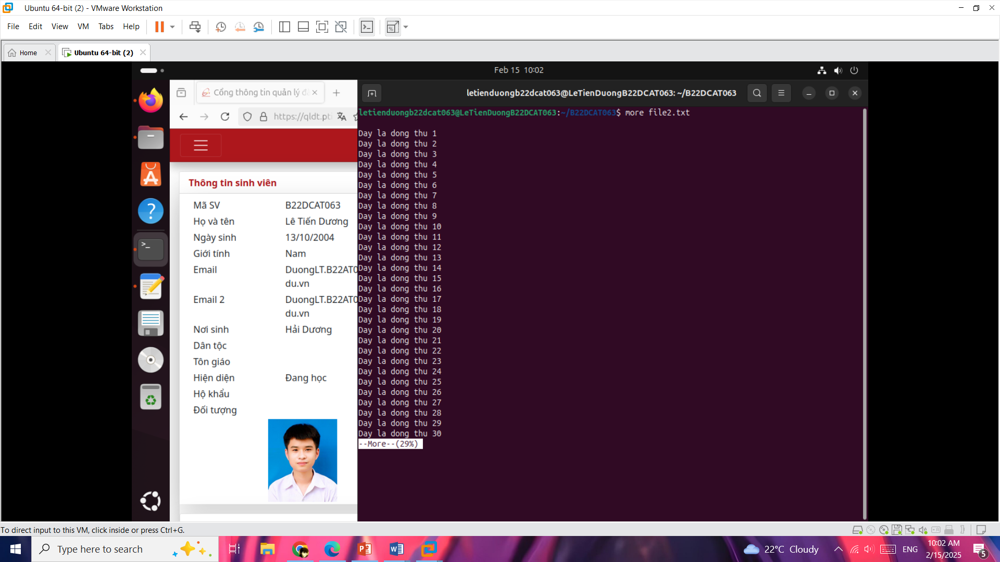 Ubuntu 64-bit (2) - VMware Workstation
File Edit View VM Tabs Help
Home
Ubuntu 64-bit (2)
Feb 15 10:02
Cổng thông tin quản lý đà
letienduongb22dcat063@LeTienDuongB22DCAT063: ~/B22DCAT063
https://qldt.pti
letienduongb22dcat063@LeTienDuongB22DCAT063:~/B22DCAT063$ more file2.txt
Thông tin sinh viên
Mã SV B22DCAT063
Họ và tên Lê Tiến Dương
Ngày sinh 13/10/2004
Giới tính Nam
Email DuongLT.B22AT0
du.vn
Email 2 DuongLT.B22AT0
du.vn
Nơi sinh Hải Dương
Dân tộc
Tôn giáo
Hiện diện Đang học
Hộ khẩu
Đối tượng
Day la dong thu 1
Day la dong thu 2
Day la dong thu 3
Day la dong thu 4
Day la dong thu 5
Day la dong thu 6
Day la dong thu 7
Day la dong thu 8
Day la dong thu 9
Day la dong thu 10
Day la dong thu 11
Day la dong thu 12
Day la dong thu 13
Day la dong thu 14
Day la dong thu 15
Day la dong thu 16
Day la dong thu 17
Day la dong thu 18
Day la dong thu 19
Day la dong thu 20
Day la dong thu 21
Day la dong thu 22
Day la dong thu 23
Day la dong thu 24
Day la dong thu 25
Day la dong thu 26
Day la dong thu 27
Day la dong thu 28
Day la dong thu 29
Day la dong thu 30
--More--(29%)
To direct input to this VM, click inside or press Ctrl+G.
Type here to search
22°C Cloudy
ENG
10:02 AM
2/15/2025
5